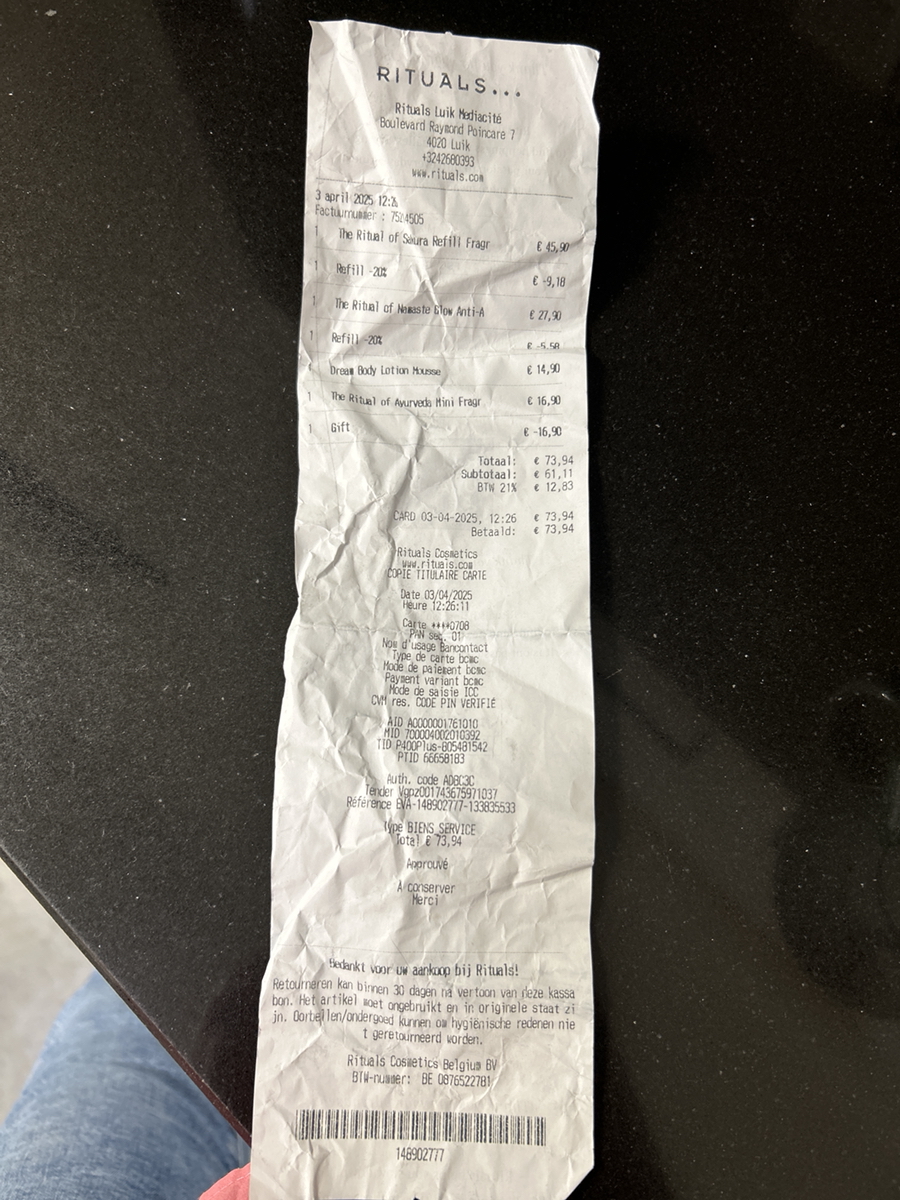 RITUALS...
Rituals Luik Mediacité
Boulevard Raymond Poincare 7
4020 Luik
+3242680393
www.rituals.com
3 april 2025 12:26
Factuurnummer : 7524505
1 The Ritual of Sakura Refill Fragr € 45,90
1 Refill -20% € -9,18
1 The Ritual of Namaste Glow Anti-A € 27,90
1 Refill -20% € -5,58
1 Dream Body Lotion Mousse € 14,90
1 The Ritual of Ayurveda Mini Fragr € 16,90
1 Gift € -16,90
Totaal: € 73,94
Subtotaal: € 61,11
BTW 21% € 12,83
CARD 03-04-2025, 12:26 € 73,94
Betaald: € 73,94
Rituals Cosmetics
www.rituals.com
COPIE TITULAIRE CARTE
Date 03/04/2025
Heure 12:26:11
Carte ****0708
PAN seq. 01
Nom d'usage Bancontact
Type de carte bcmc
Mode de paiement bcmc
Payment variant bcmc
Mode de saisie ICC
CVM res. CODE PIN VERIFIÉ
AID A0000001761010
MID 700004002010392
TID P400Plus-805481542
PTID 66658183
Auth. code AD8C3C
Tender Vgpz001743675971037
Référence EVA-148902777-133835533
Type BIENS_SERVICE
Total € 73,94
Approuvé
A conserver
Merci
Bedankt voor uw aankoop bij Rituals!
Retourneren kan binnen 30 dagen na vertoon van deze kassa
bon. Het artikel moet ongebruikt en in originele staat zi
jn. Oorbellen/ondergoed kunnen om hygiënische redenen nie
t geretourneerd worden.
Rituals Cosmetics Belgium BV
BTW-nummer: BE 0876522781
148902777